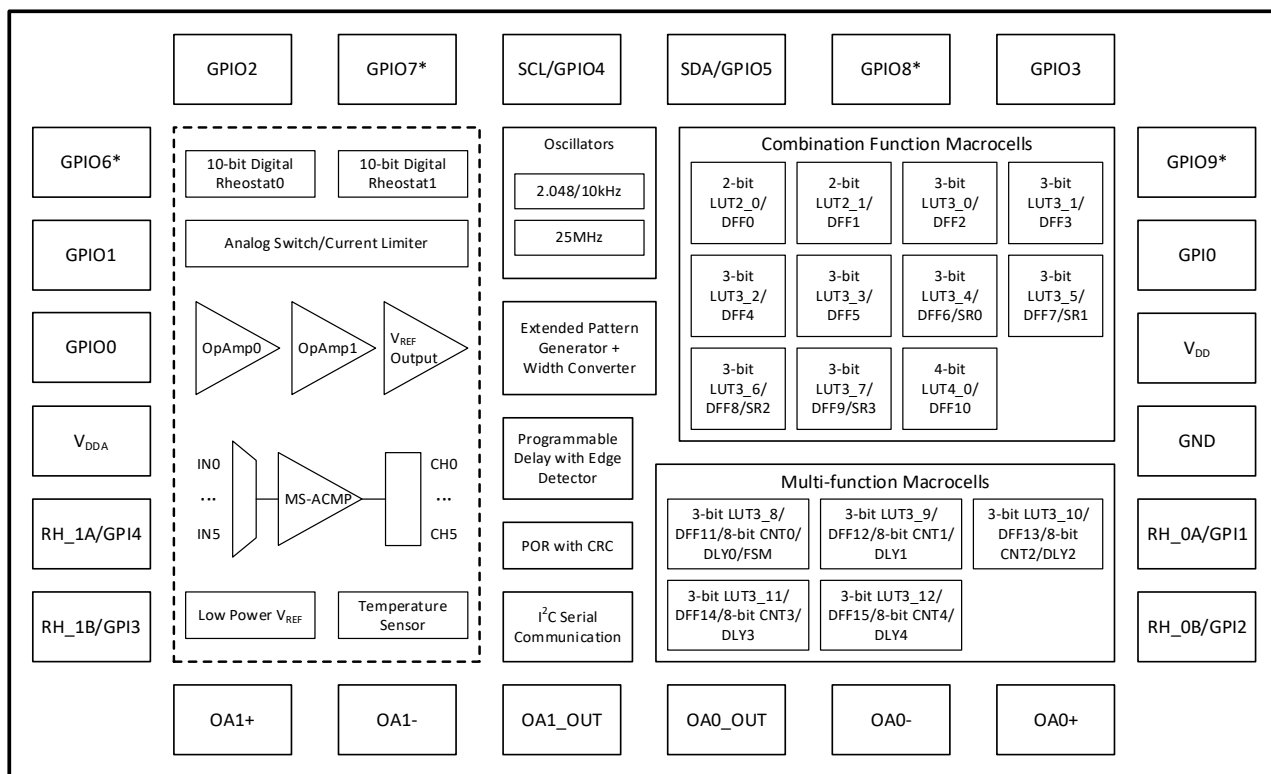 GPIO2
GPIO7*
SCL/GPIO4
SDA/GPIO5
GPIO8*
GPIO3
GPIO6*
GPIO1
GPIO0
V_DDA
RH_1A/GPI4
RH_1B/GPI3
10-bit Digital
Rheostat0
10-bit Digital
Rheostat1
Analog Switch/Current Limiter
OpAmp0
OpAmp1
V_REF
Output
IN0
...
IN5
MS-ACMP
CH0
...
CH5
Low Power V_REF
Temperature
Sensor
Oscillators
2.048/10kHz
25MHz
Extended Pattern
Generator +
Width Converter
Programmable
Delay with Edge
Detector
POR with CRC
I²C Serial
Communication
Combination Function Macrocells
2-bit
LUT2_0/
DFF0
2-bit
LUT2_1/
DFF1
3-bit
LUT3_0/
DFF2
3-bit
LUT3_1/
DFF3
3-bit
LUT3_2/
DFF4
3-bit
LUT3_3/
DFF5
3-bit
LUT3_4/
DFF6/SR0
3-bit
LUT3_5/
DFF7/SR1
3-bit
LUT3_6/
DFF8/SR2
3-bit
LUT3_7/
DFF9/SR3
4-bit
LUT4_0/
DFF10
Multi-function Macrocells
3-bit LUT3_8/
DFF11/8-bit CNT0/
DLY0/FSM
3-bit LUT3_9/
DFF12/8-bit CNT1/
DLY1
3-bit LUT3_10/
DFF13/8-bit
CNT2/DLY2
3-bit LUT3_11/
DFF14/8-bit CNT3/
DLY3
3-bit LUT3_12/
DFF15/8-bit CNT4/
DLY4
GPIO9*
GPI0
V_DD
GND
RH_0A/GPI1
RH_0B/GPI2
OA1+
OA1-
OA1_OUT
OA0_OUT
OA0-
OA0+